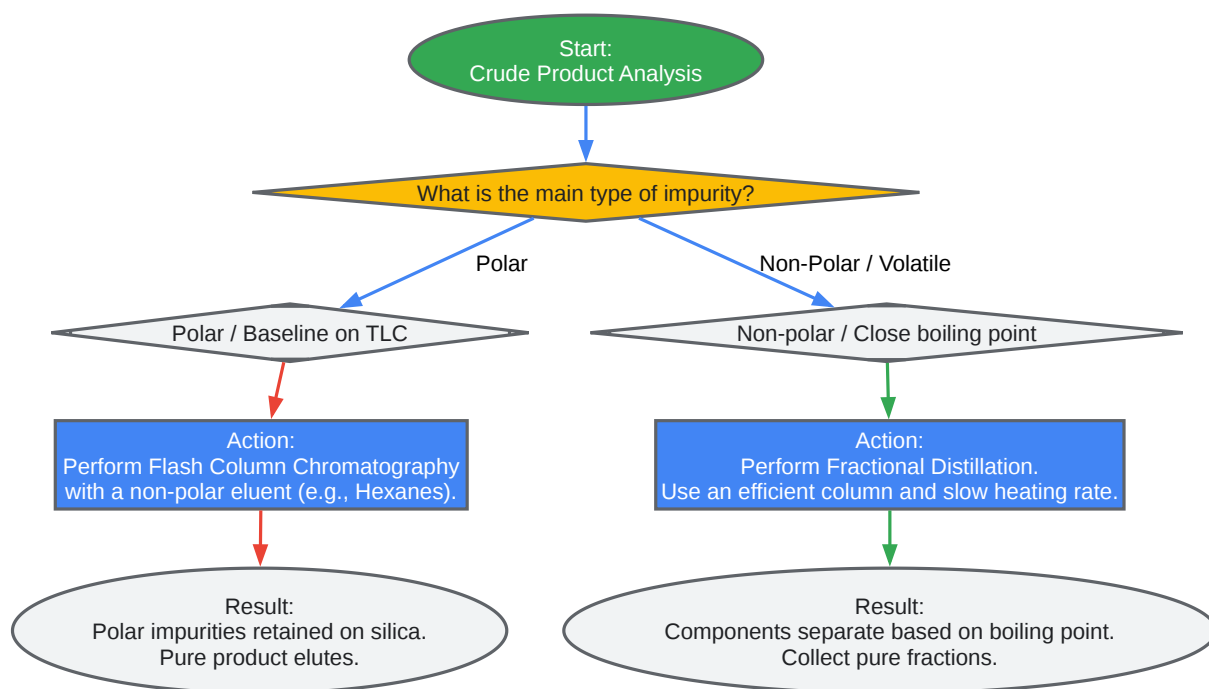 Start:
Crude Product Analysis
What is the main type of impurity?
Polar
Non-Polar / Volatile
Polar / Baseline on TLC
Non-polar / Close boiling point
Action:
Perform Flash Column Chromatography
with a non-polar eluent (e.g., Hexanes).
Action:
Perform Fractional Distillation.
Use an efficient column and slow heating rate.
Result:
Polar impurities retained on silica.
Pure product elutes.
Result:
Components separate based on boiling point.
Collect pure fractions.